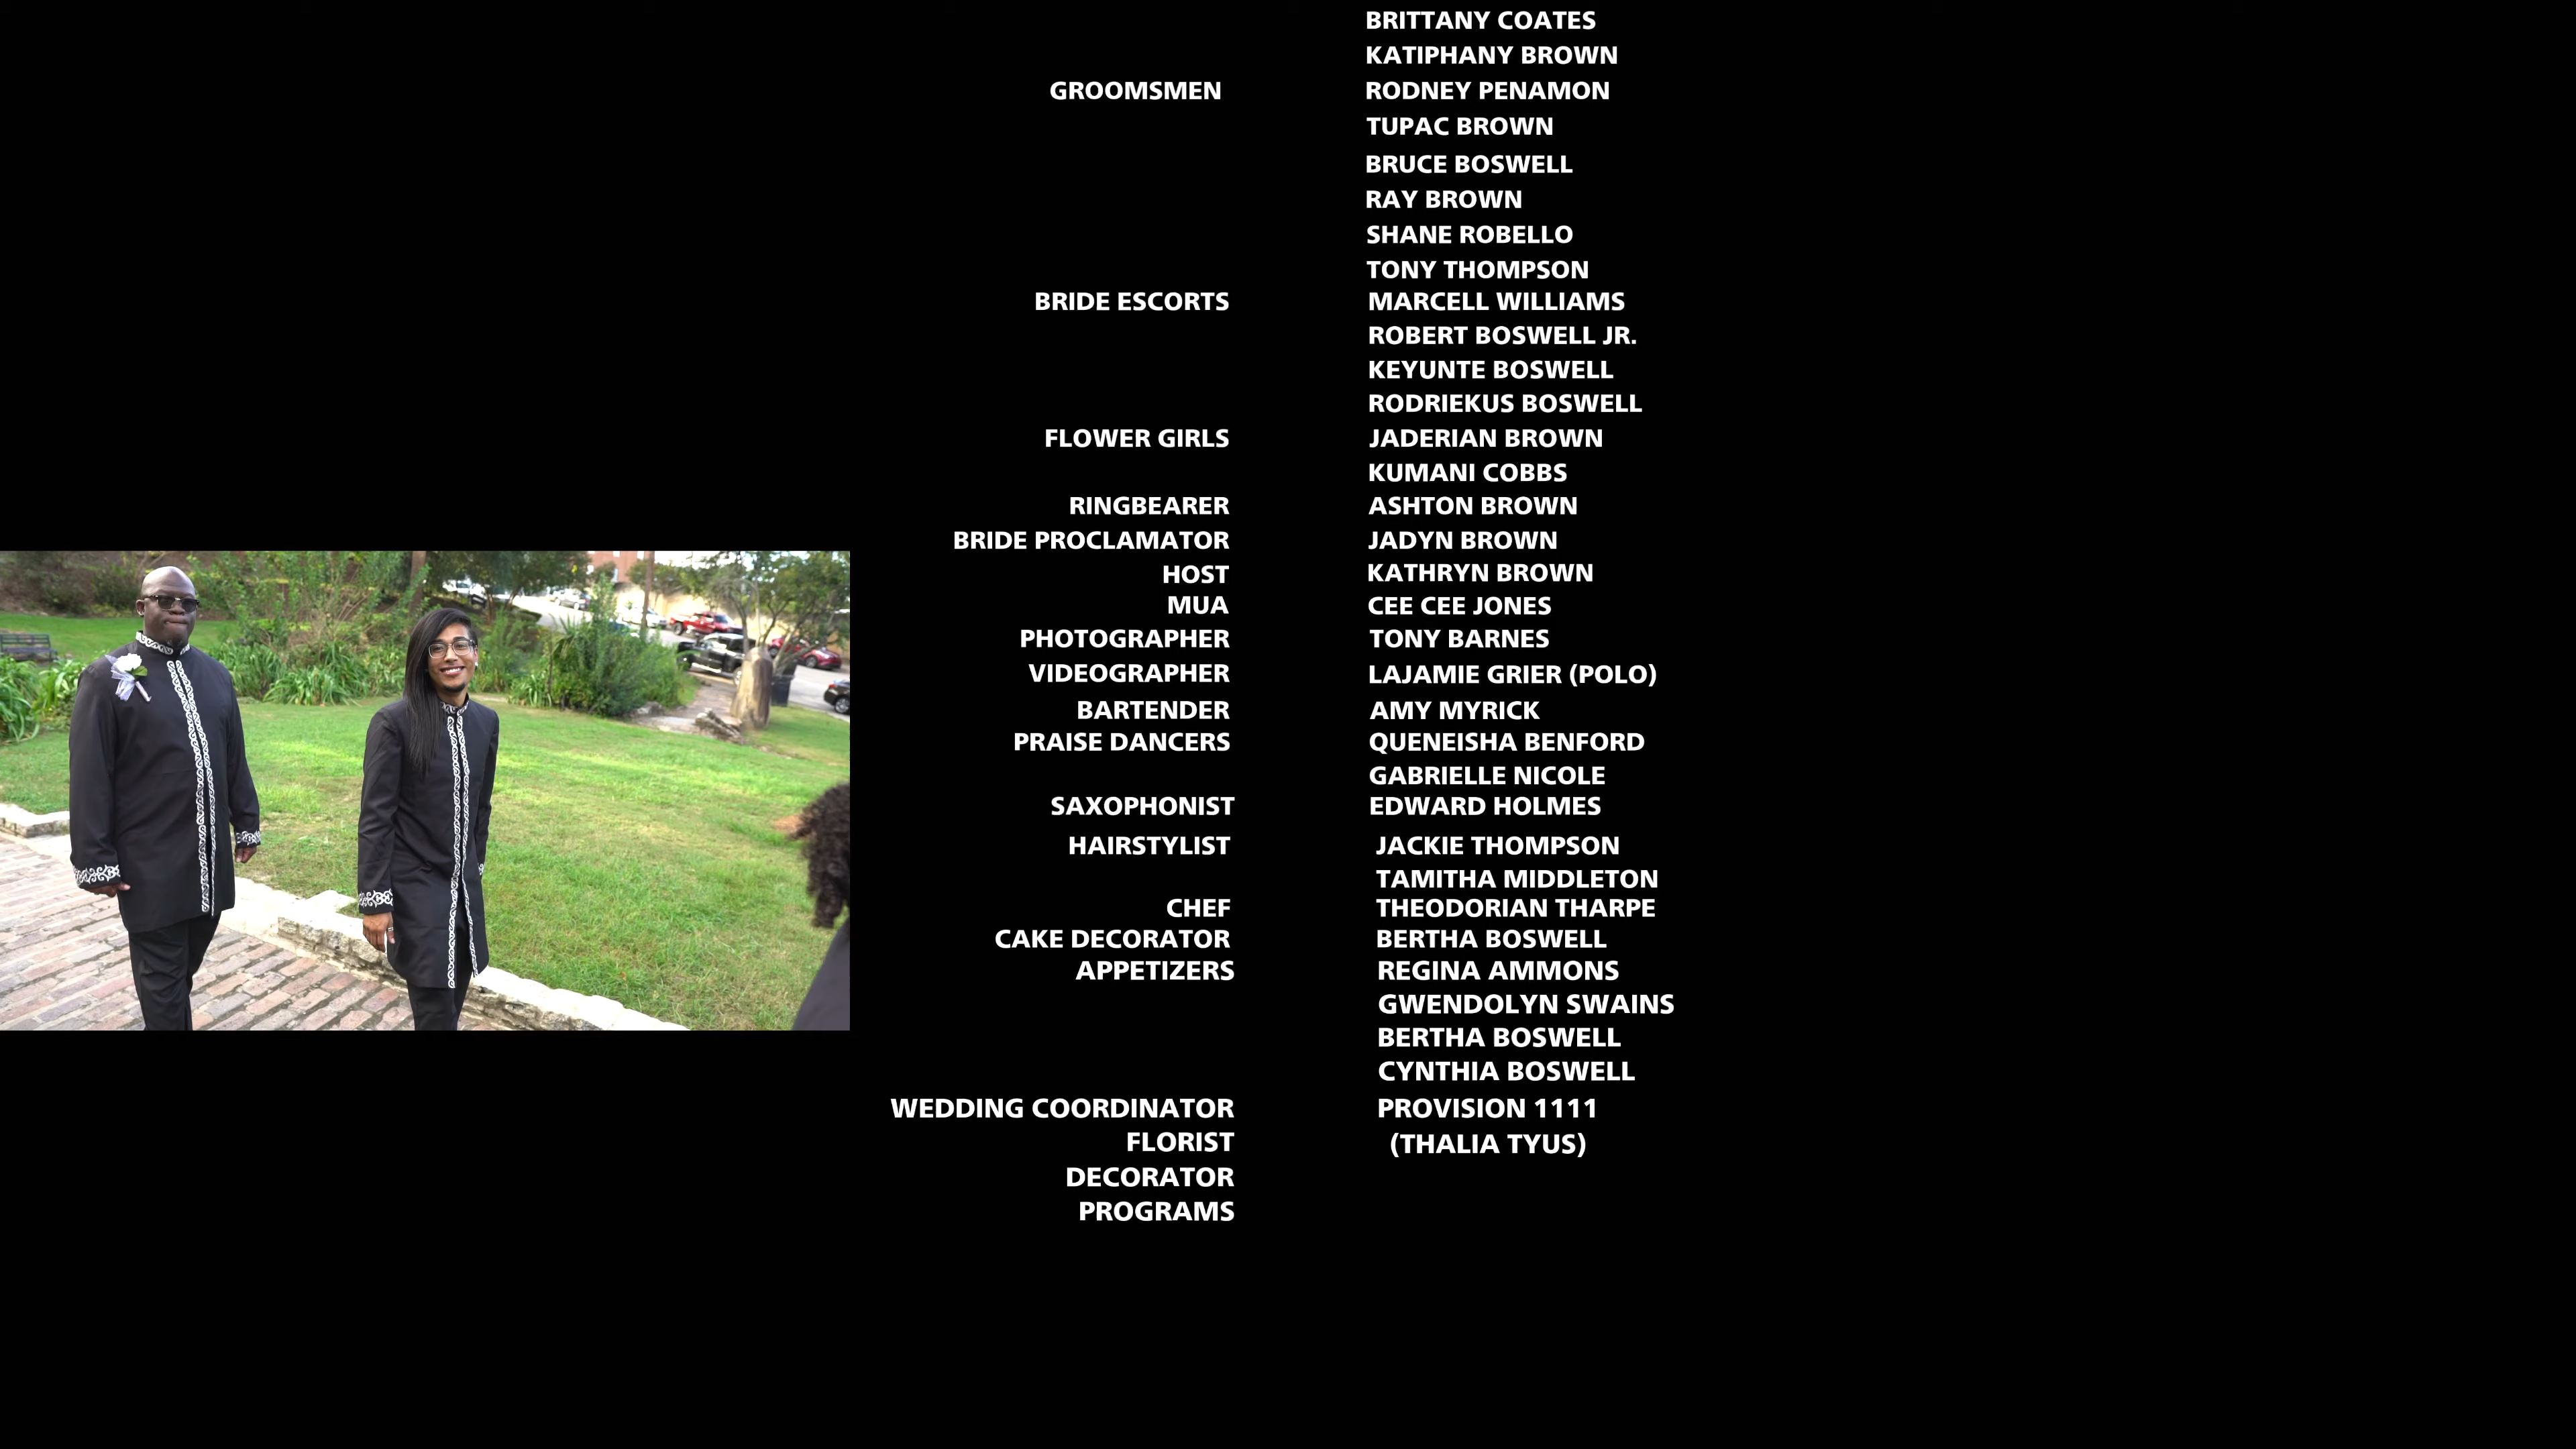 BRITTANY COATES
KATIPHANY BROWN
GROOMSMEN RODNEY PENAMON
TUPAC BROWN
BRUCE BOSWELL
RAY BROWN
SHANE ROBELLO
TONY THOMPSON
BRIDE ESCORTS MARCELL WILLIAMS
ROBERT BOSWELL JR.
KEYUNTE BOSWELL
RODRIEKUS BOSWELL
FLOWER GIRLS JADERIAN BROWN
KUMANI COBBS
RINGBEARER ASHTON BROWN
BRIDE PROCLAMATOR JADYN BROWN
HOST KATHRYN BROWN
MUA CEE CEE JONES
PHOTOGRAPHER TONY BARNES
VIDEOGRAPHER LAJAMIE GRIER (POLO)
BARTENDER AMY MYRICK
PRAISE DANCERS QUENEISHA BENFORD
GABRIELLE NICOLE
SAXOPHONIST EDWARD HOLMES
HAIRSTYLIST JACKIE THOMPSON
TAMITHA MIDDLETON
CHEF THEODORIAN THARPE
CAKE DECORATOR BERTHA BOSWELL
APPETIZERS REGINA AMMONS
GWENDOLYN SWAINS
BERTHA BOSWELL
CYNTHIA BOSWELL
WEDDING COORDINATOR PROVISION 1111
FLORIST (THALIA TYUS)
DECORATOR
PROGRAMS